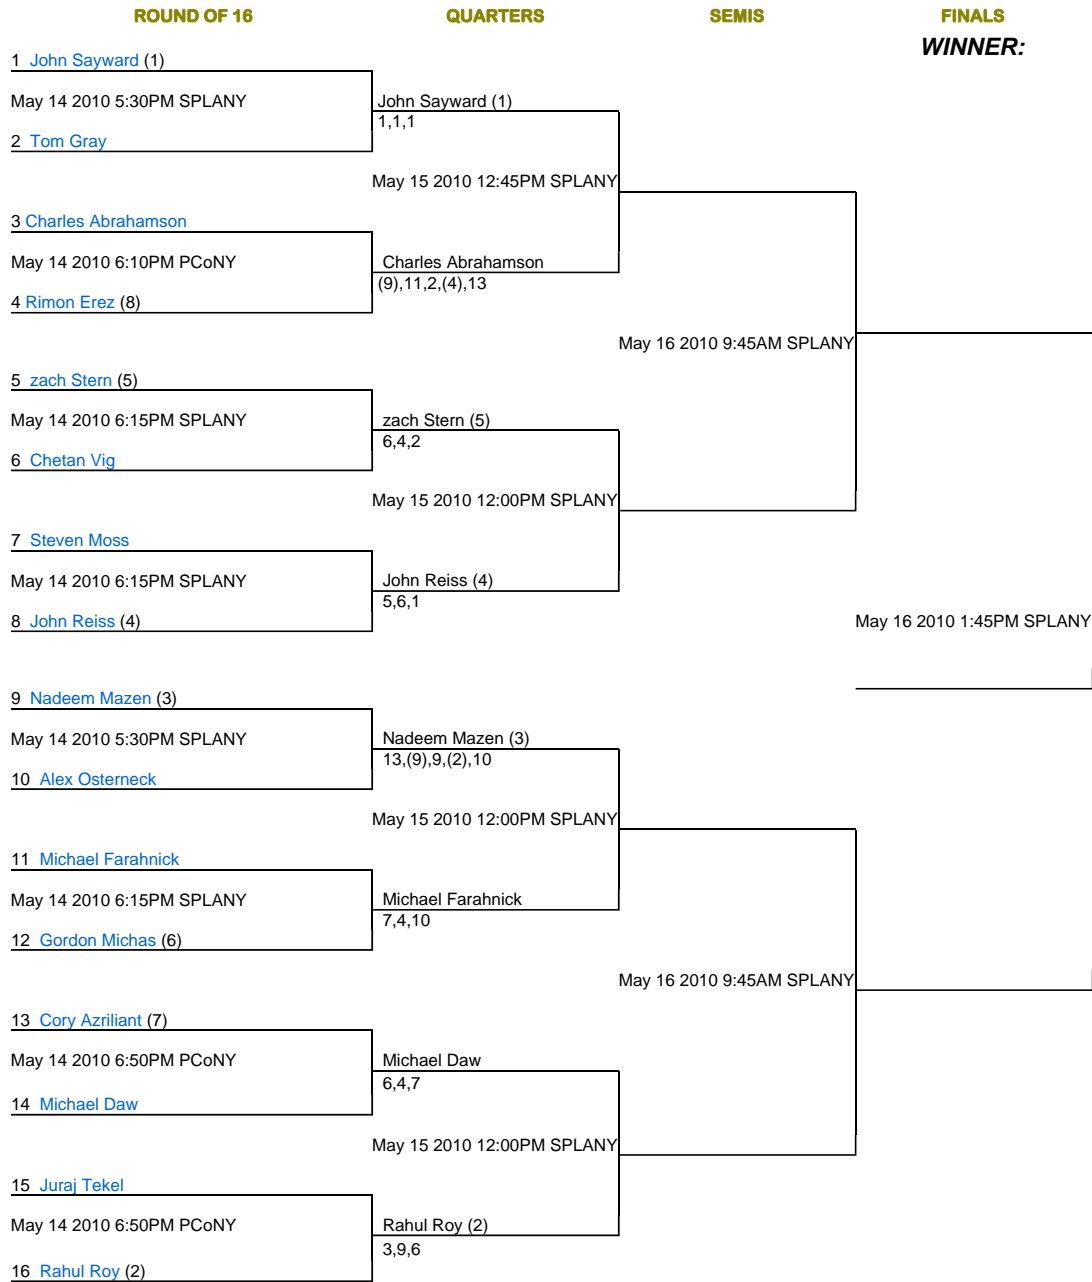 ROUND OF 16
QUARTERS
SEMIS
FINALS
WINNER:
1 John Sayward (1)
May 14 2010 5:30PM SPLANY
John Sayward (1)
1,1,1
2 Tom Gray
May 15 2010 12:45PM SPLANY
3 Charles Abrahamson
May 14 2010 6:10PM PCoNY
Charles Abrahamson
(9),11,2,(4),13
4 Rimon Erez (8)
May 16 2010 9:45AM SPLANY
5 zach Stern (5)
May 14 2010 6:15PM SPLANY
zach Stern (5)
6,4,2
6 Chetan Vig
May 15 2010 12:00PM SPLANY
7 Steven Moss
May 14 2010 6:15PM SPLANY
John Reiss (4)
5,6,1
8 John Reiss (4)
May 16 2010 1:45PM SPLANY
9 Nadeem Mazen (3)
May 14 2010 5:30PM SPLANY
Nadeem Mazen (3)
13,(9),9,(2),10
10 Alex Osterneck
May 15 2010 12:00PM SPLANY
11 Michael Farahnick
May 14 2010 6:15PM SPLANY
Michael Farahnick
7,4,10
12 Gordon Michas (6)
May 16 2010 9:45AM SPLANY
13 Cory Azriliant (7)
May 14 2010 6:50PM PCoNY
Michael Daw
6,4,7
14 Michael Daw
May 15 2010 12:00PM SPLANY
15 Juraj Tekel
May 14 2010 6:50PM PCoNY
Rahul Roy (2)
3,9,6
16 Rahul Roy (2)